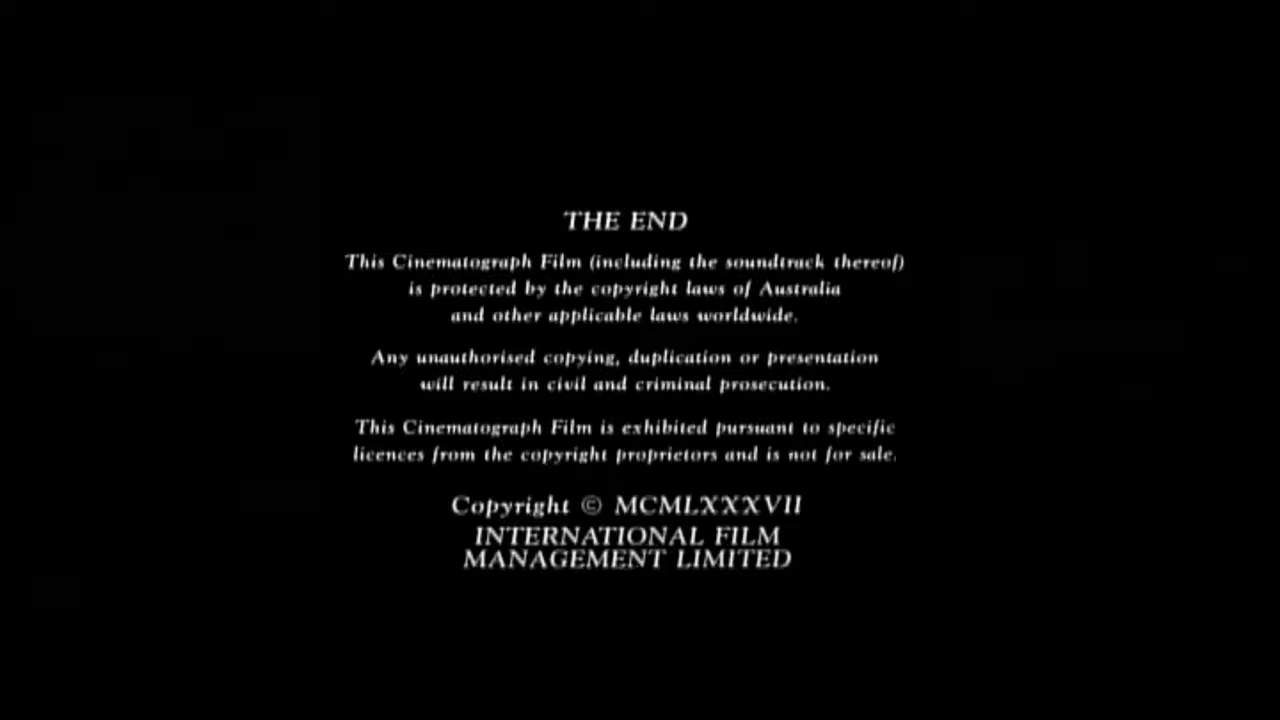 THE END
This Cinematograph Film (including the soundtrack thereof)
is protected by the copyright laws of Australia
and other applicable laws worldwide.
Any unauthorised copying, duplication or presentation
will result in civil and criminal prosecution.
This Cinematograph Film is exhibited pursuant to specific
licences from the copyright proprietors and is not for sale.
Copyright © MCMLXXXVII
INTERNATIONAL FILM
MANAGEMENT LIMITED